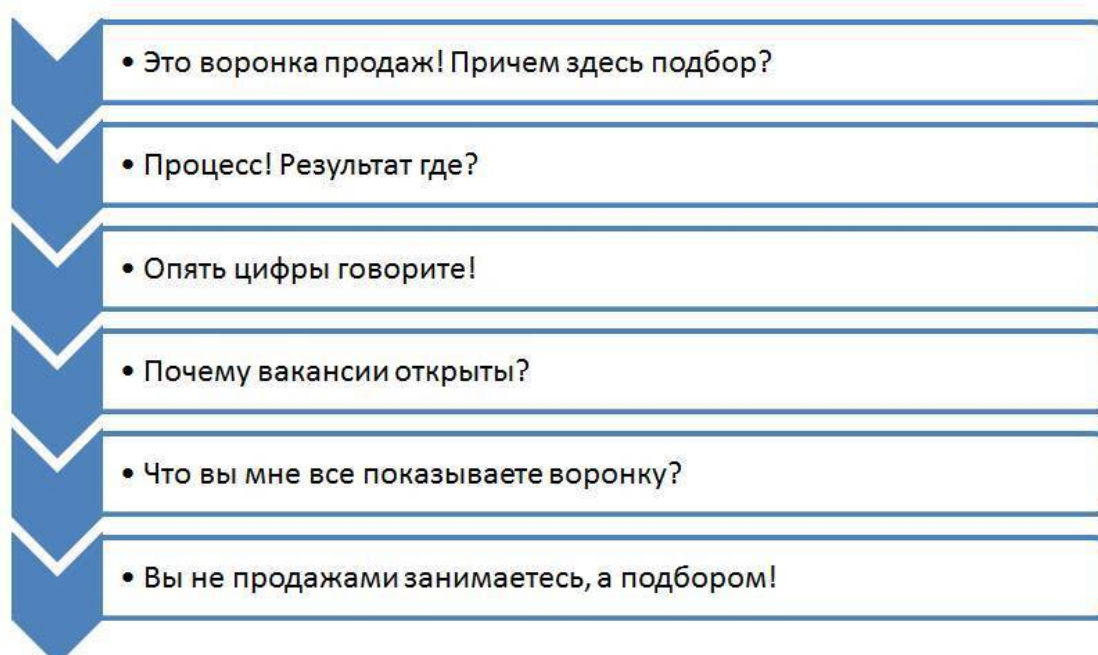 • Это воронка продаж! Причем здесь подбор?
• Процесс! Результат где?
• Опять цифры говорите!
• Почему вакансии открыты?
• Что вы мне все показываете воронку?
• Вы не продажами занимаетесь, а подбором!